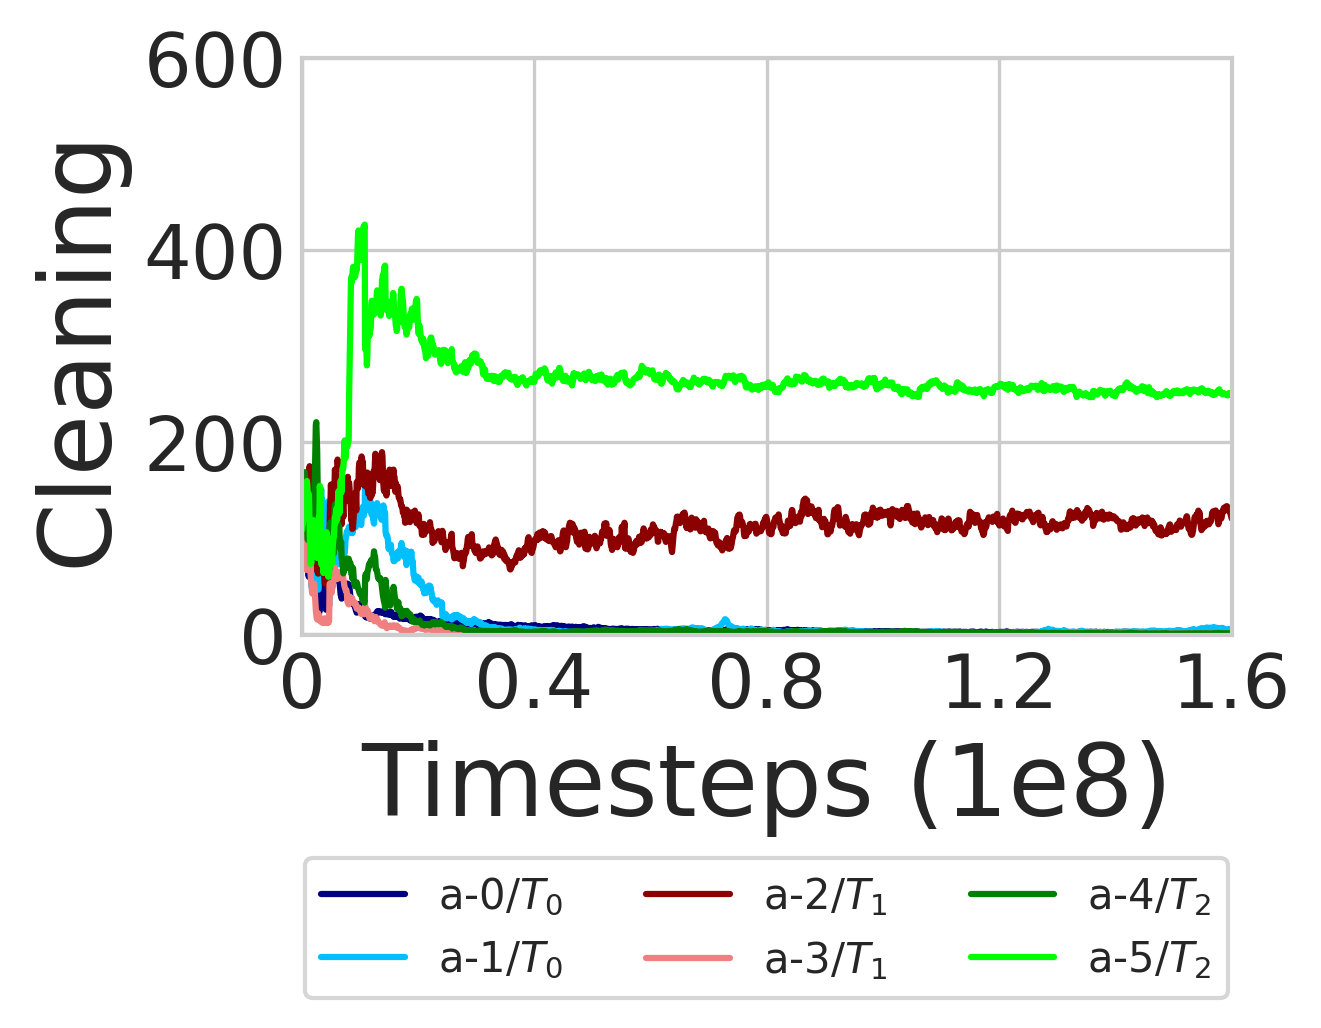 Cleaning
600
400
200
0
0 0.4 0.8 1.2 1.6
Timesteps (1e8)
a-0/T₀ a-2/T₁ a-4/T₂
a-1/T₀ a-3/T₁ a-5/T₂